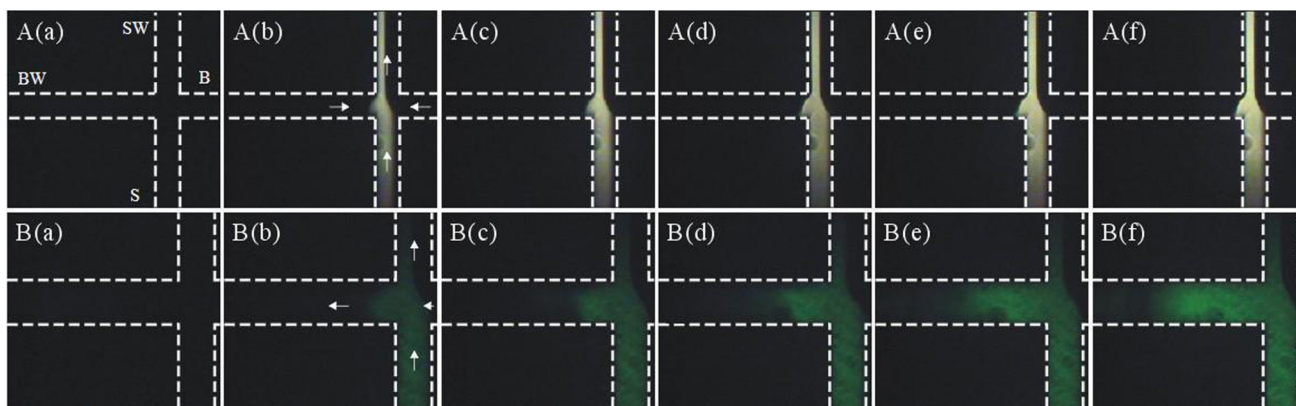 A(a) SW A(b) A(c) A(d) A(e) A(f)
BW B
S
B(a) B(b) B(c) B(d) B(e) B(f)